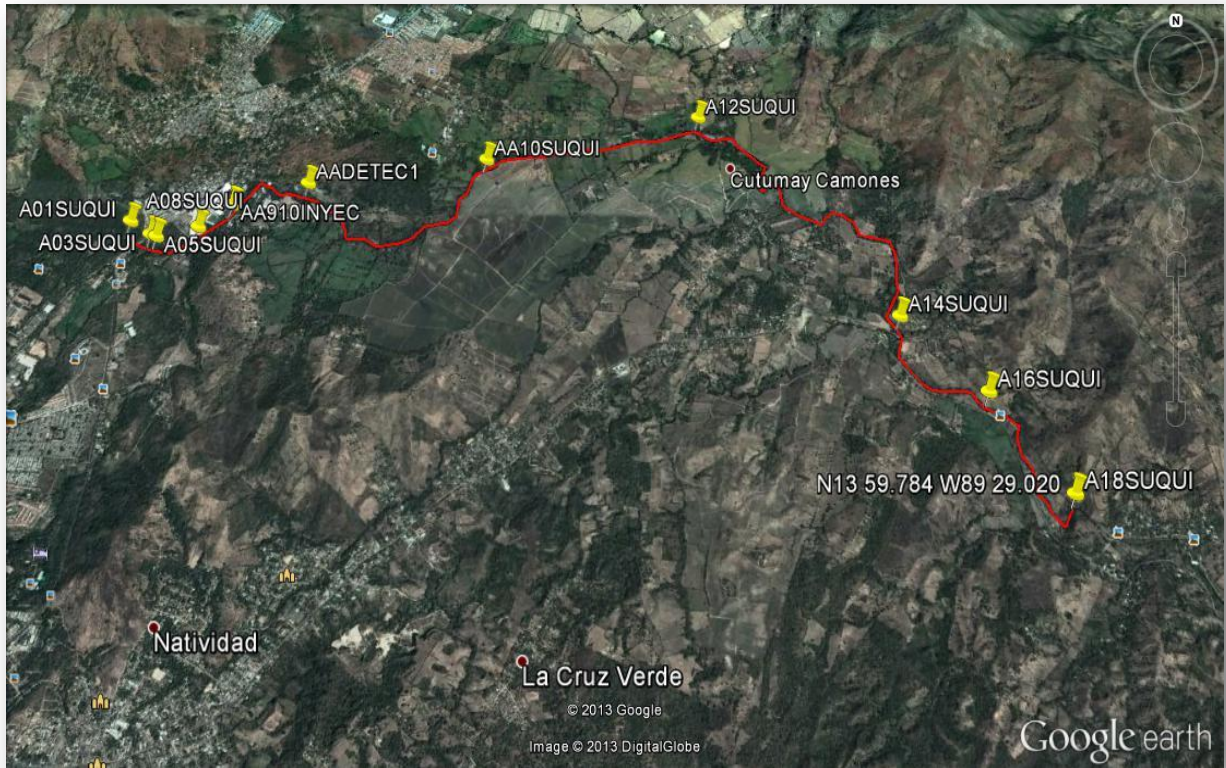 N
A12SUQUI
AA10SUQUI
AADETEC1
Cutumay Camones
A08SUQUI
A01SUQUI
AA910INYEC
A03SUQUI
A05SUQUI
A14SUQUI
A16SUQUI
N13 59.784 W89 29.020
A18SUQUI
Natividad
La Cruz Verde
© 2013 Google
Image © 2013 DigitalGlobe
Google earth